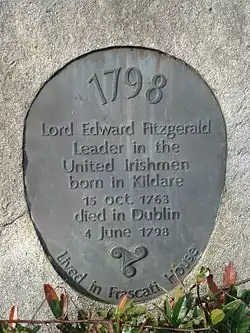 1798
Lord Edward Fitzgerald
Leader in the
United Irishmen
born in Kildare
15 oct. 1763
died in Dublin
4 June 1798
Lived in Frescati House